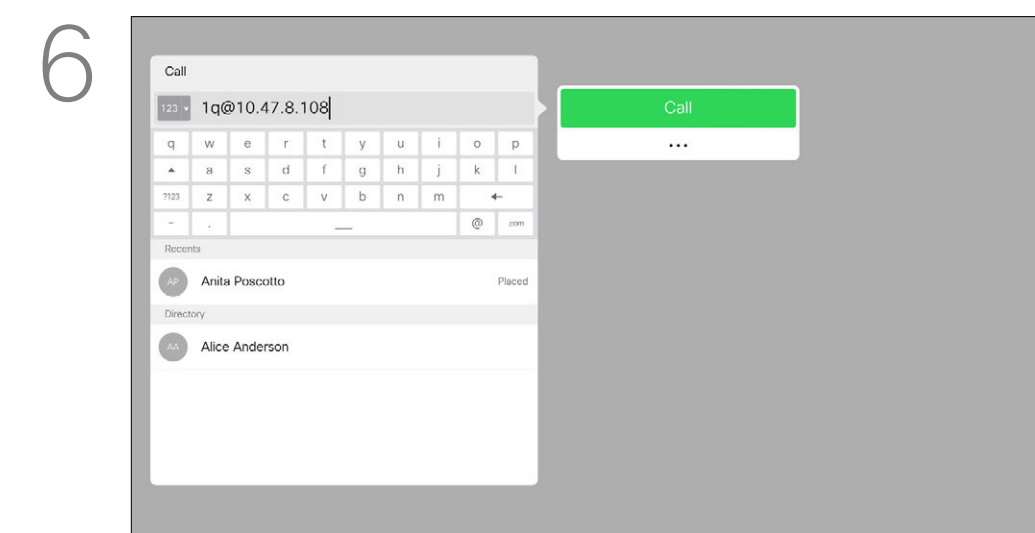 6
Call
123 1q@10.47.8.108
Call
q w e r t y u i o p
...
a s d f g h j k l
?123 z x c v b n m
- . @ .com
Recents
AP Anita Poscotto Placed
Directory
AA Alice Anderson